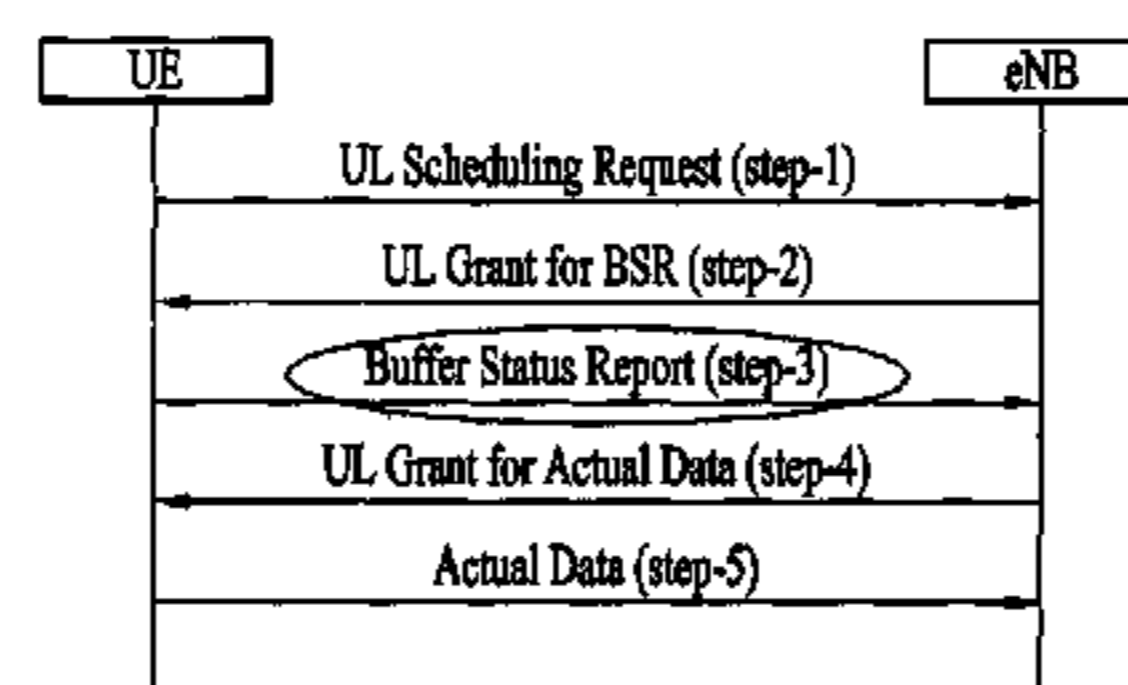 UE
eNB
UL Scheduling Request (step-1)
UL Grant for BSR (step-2)
Buffer Status Report (step-3)
UL Grant for Actual Data (step-4)
Actual Data (step-5)